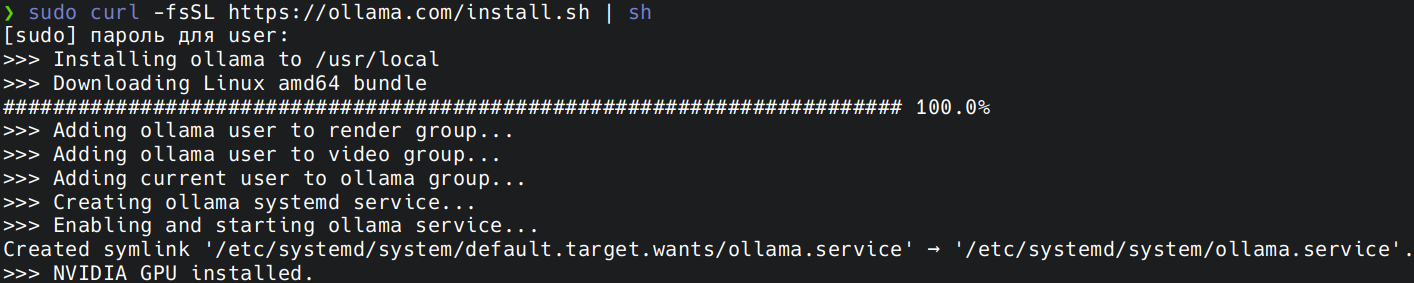 ❯ sudo curl -fsSL https://ollama.com/install.sh | sh
[sudo] пароль для user:
>>> Installing ollama to /usr/local
>>> Downloading Linux amd64 bundle
######################################################################## 100.0%
>>> Adding ollama user to render group...
>>> Adding ollama user to video group...
>>> Adding current user to ollama group...
>>> Creating ollama systemd service...
>>> Enabling and starting ollama service...
Created symlink '/etc/systemd/system/default.target.wants/ollama.service' → '/etc/systemd/system/ollama.service'.
>>> NVIDIA GPU installed.